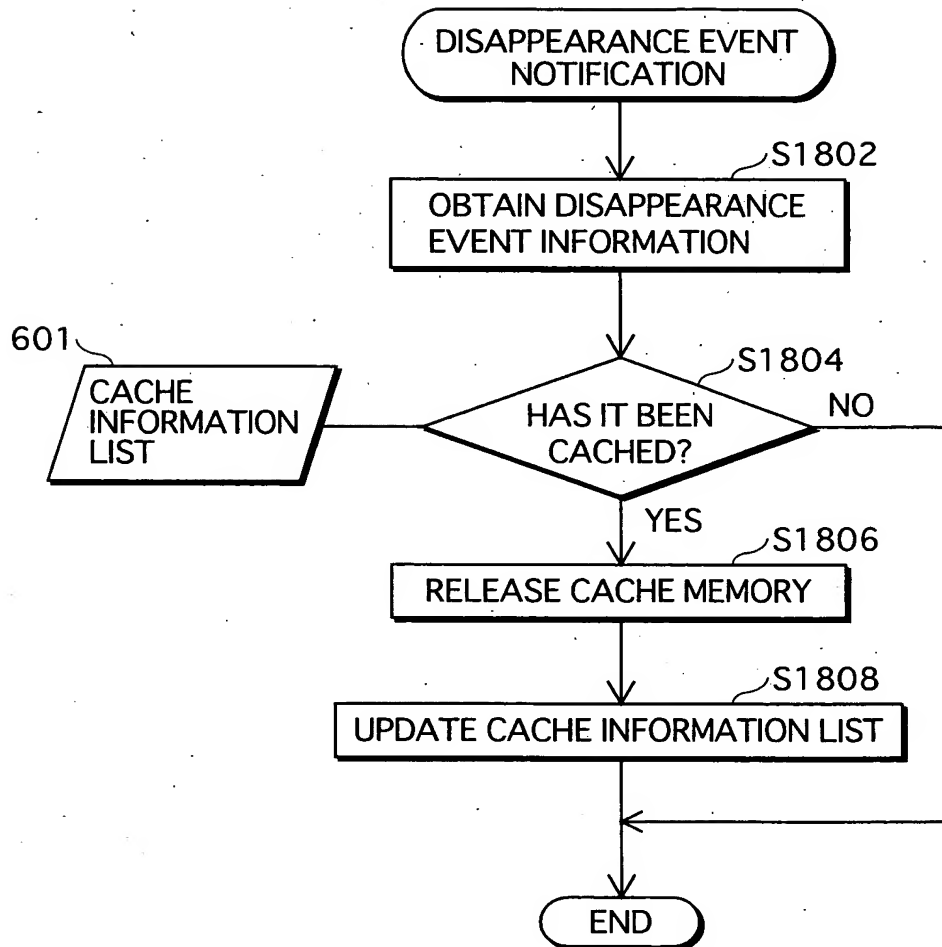 DISAPPEARANCE EVENT
NOTIFICATION
S1802
OBTAIN DISAPPEARANCE
EVENT INFORMATION
601
S1804
CACHE
INFORMATION
LIST
HAS IT BEEN
CACHED?
NO
YES
S1806
RELEASE CACHE MEMORY
S1808
UPDATE CACHE INFORMATION LIST
END